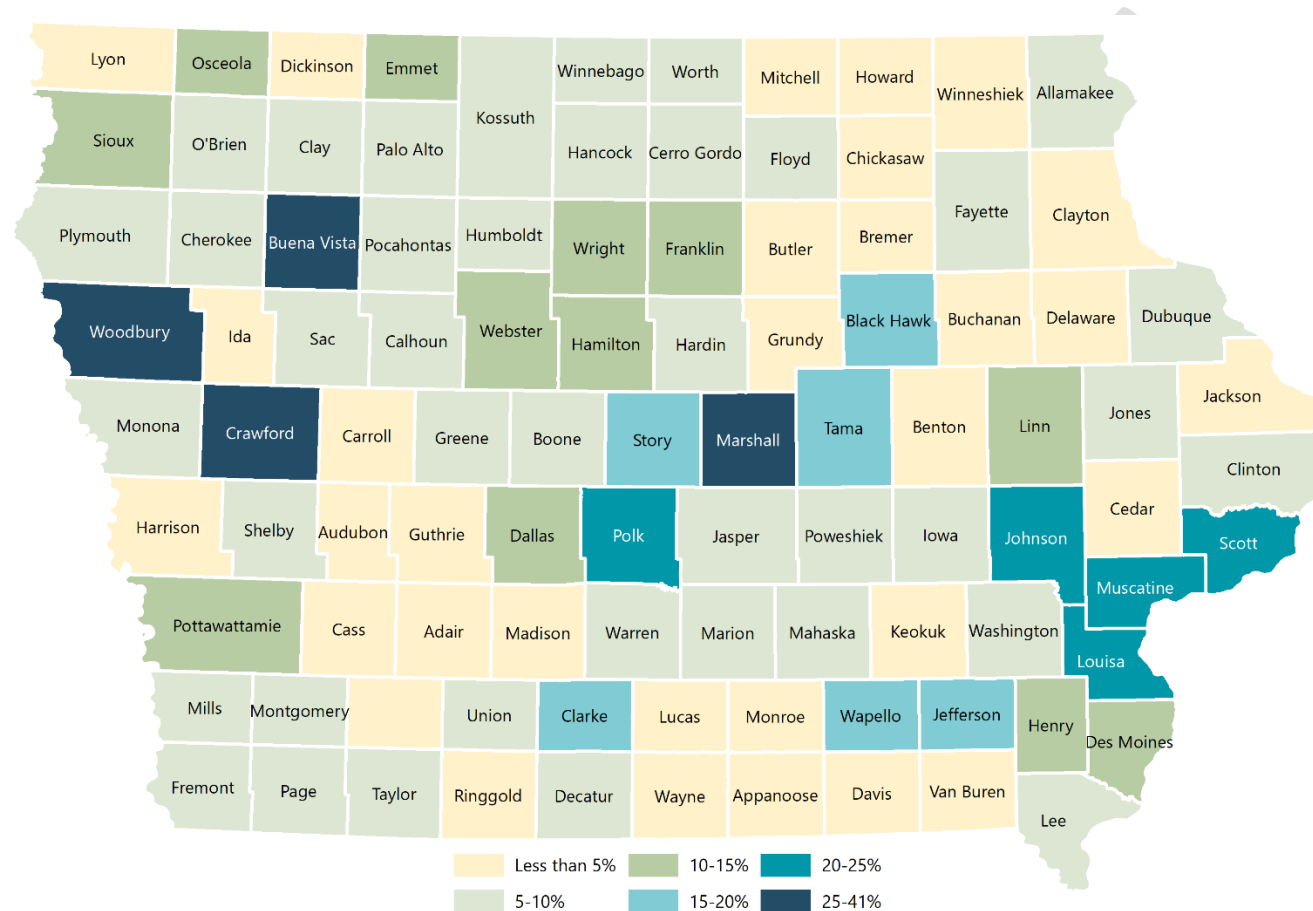 Lyon
Osceola
Dickinson
Emmet
Kossuth
Winnebago
Worth
Mitchell
Howard
Winneshiek
Allamakee
Sioux
O'Brien
Clay
Palo Alto
Hancock
Cerro Gordo
Floyd
Chickasaw
Plymouth
Cherokee
Buena Vista
Pocahontas
Humboldt
Wright
Franklin
Butler
Bremer
Fayette
Clayton
Woodbury
Ida
Sac
Calhoun
Webster
Hamilton
Hardin
Grundy
Black Hawk
Buchanan
Delaware
Dubuque
Monona
Crawford
Carroll
Greene
Boone
Story
Marshall
Tama
Benton
Linn
Jones
Jackson
Clinton
Harrison
Shelby
Audubon
Guthrie
Dallas
Polk
Jasper
Poweshiek
Iowa
Johnson
Cedar
Scott
Muscatine
Pottawattamie
Cass
Adair
Madison
Warren
Marion
Mahaska
Keokuk
Washington
Louisa
Mills
Montgomery
Union
Clarke
Lucas
Monroe
Wapello
Jefferson
Henry
Des Moines
Fremont
Page
Taylor
Ringgold
Decatur
Wayne
Appanoose
Davis
Van Buren
Lee
Less than 5%
10-15%
20-25%
5-10%
15-20%
25-41%